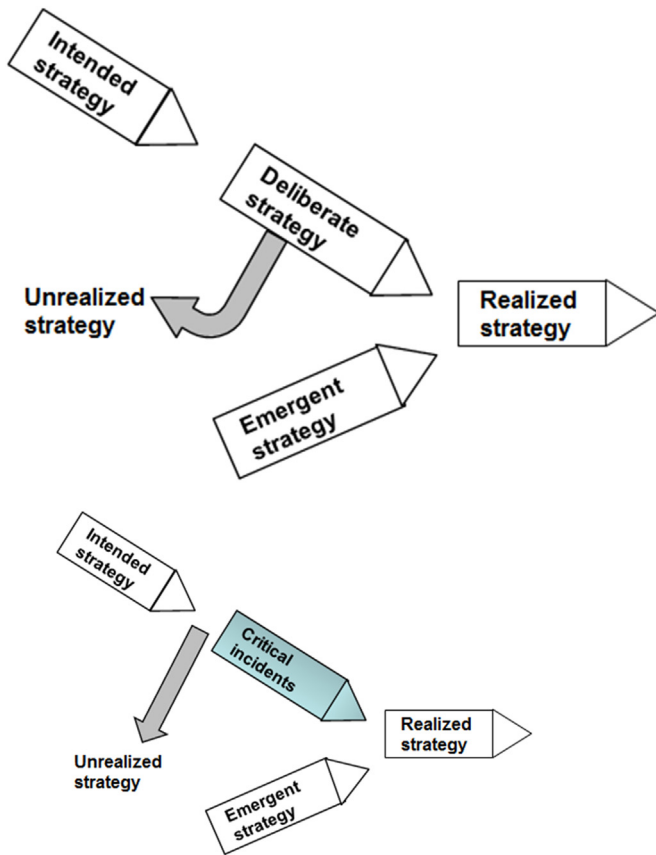 Intended
strategy
Deliberate
strategy
Unrealized
strategy
Realized
strategy
Emergent
strategy
Intended
strategy
Critical
incidents
Realized
strategy
Unrealized
strategy
Emergent
strategy